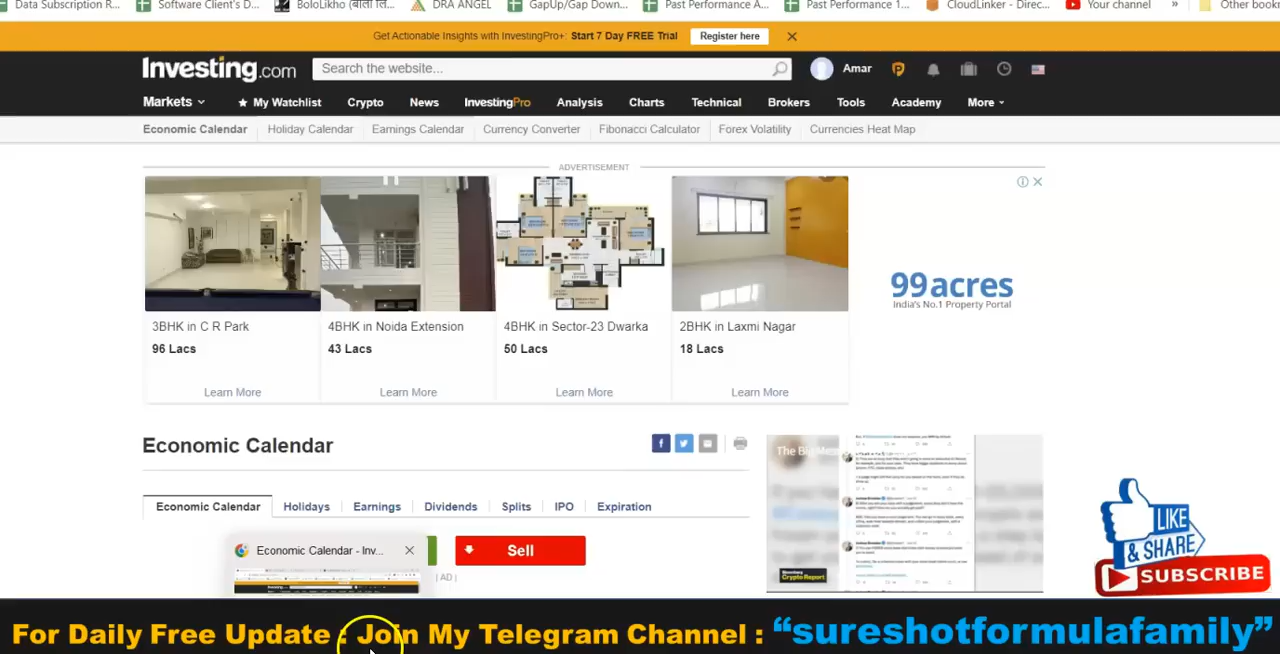 Data Subscription R...
Software Client's D...
BoloLikho (बोलो लि...
DRA ANGEL
GapUp/Gap Down...
Past Performance A...
Past Performance 1...
CloudLinker - Direc...
Your channel
»
Other book
Get Actionable Insights with InvestingPro+: Start 7 Day FREE Trial
Register here
Investing.com
Search the website...
Amar
Markets
My Watchlist
Crypto
News
InvestingPro
Analysis
Charts
Technical
Brokers
Tools
Academy
More
Economic Calendar
Holiday Calendar
Earnings Calendar
Currency Converter
Fibonacci Calculator
Forex Volatility
Currencies Heat Map
ADVERTISEMENT
3BHK in C R Park
96 Lacs
Learn More
4BHK in Noida Extension
43 Lacs
Learn More
4BHK in Sector-23 Dwarka
50 Lacs
Learn More
2BHK in Laxmi Nagar
18 Lacs
Learn More
99acres
India's No.1 Property Portal
Economic Calendar
Economic Calendar
Holidays
Earnings
Dividends
Splits
IPO
Expiration
Economic Calendar - Inv...
Sell
| AD |
Bloomberg
Crypto Report
LIKE
& SHARE
SUBSCRIBE
For Daily Free Update : Join My Telegram Channel : “sureshotformulafamily”